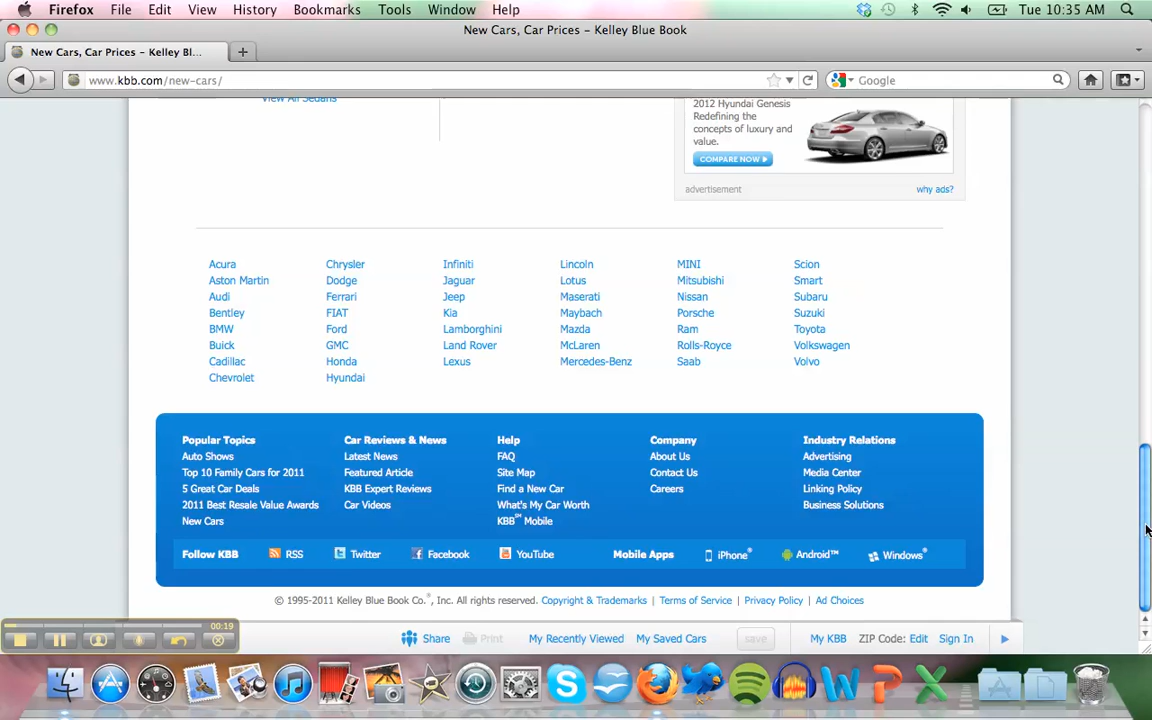 Firefox File Edit View History Bookmarks Tools Window Help Tue 10:35 AM
New Cars, Car Prices – Kelley Blue Book
New Cars, Car Prices – Kelley Bl...
www.kbb.com/new-cars/ Google
View All Sedans
2012 Hyundai Genesis
Redefining the
concepts of luxury and
value.
COMPARE NOW
advertisement why ads?
Acura Chrysler Infiniti Lincoln MINI Scion
Aston Martin Dodge Jaguar Lotus Mitsubishi Smart
Audi Ferrari Jeep Maserati Nissan Subaru
Bentley FIAT Kia Maybach Porsche Suzuki
BMW Ford Lamborghini Mazda Ram Toyota
Buick GMC Land Rover McLaren Rolls-Royce Volkswagen
Cadillac Honda Lexus Mercedes-Benz Saab Volvo
Chevrolet Hyundai
Popular Topics Car Reviews & News Help Company Industry Relations
Auto Shows Latest News FAQ About Us Advertising
Top 10 Family Cars for 2011 Featured Article Site Map Contact Us Media Center
5 Great Car Deals KBB Expert Reviews Find a New Car Careers Linking Policy
2011 Best Resale Value Awards Car Videos What's My Car Worth Business Solutions
New Cars KBB℠ Mobile
Follow KBB RSS Twitter Facebook YouTube Mobile Apps iPhone® Android™ Windows®
© 1995-2011 Kelley Blue Book Co.®, Inc. All rights reserved. Copyright & Trademarks | Terms of Service | Privacy Policy | Ad Choices
00:19
Share Print My Recently Viewed My Saved Cars save My KBB ZIP Code: Edit Sign In